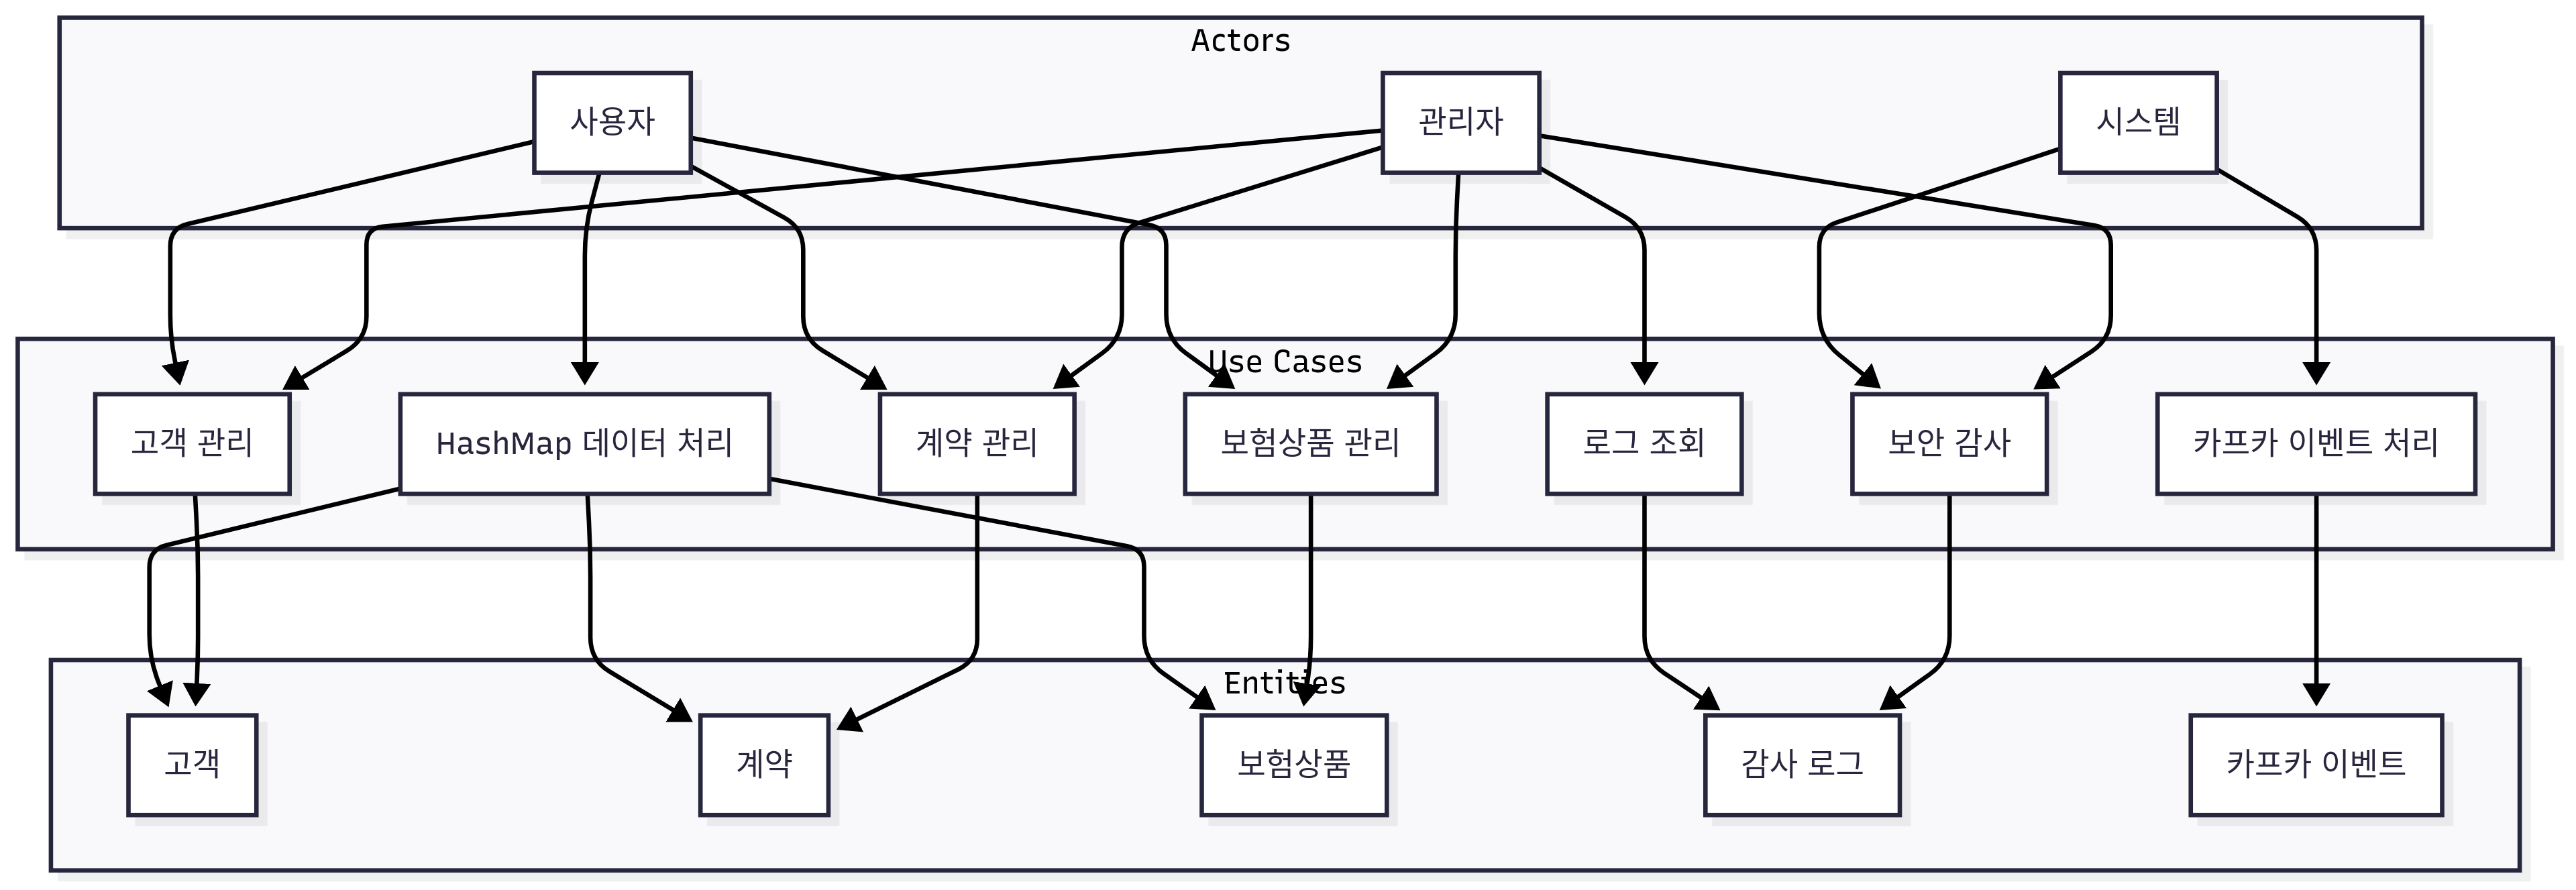 Actors
사용자
관리자
시스템
Use Cases
고객 관리
HashMap 데이터 처리
계약 관리
보험상품 관리
로그 조회
보안 감사
카프카 이벤트 처리
Entities
고객
계약
보험상품
감사 로그
카프카 이벤트